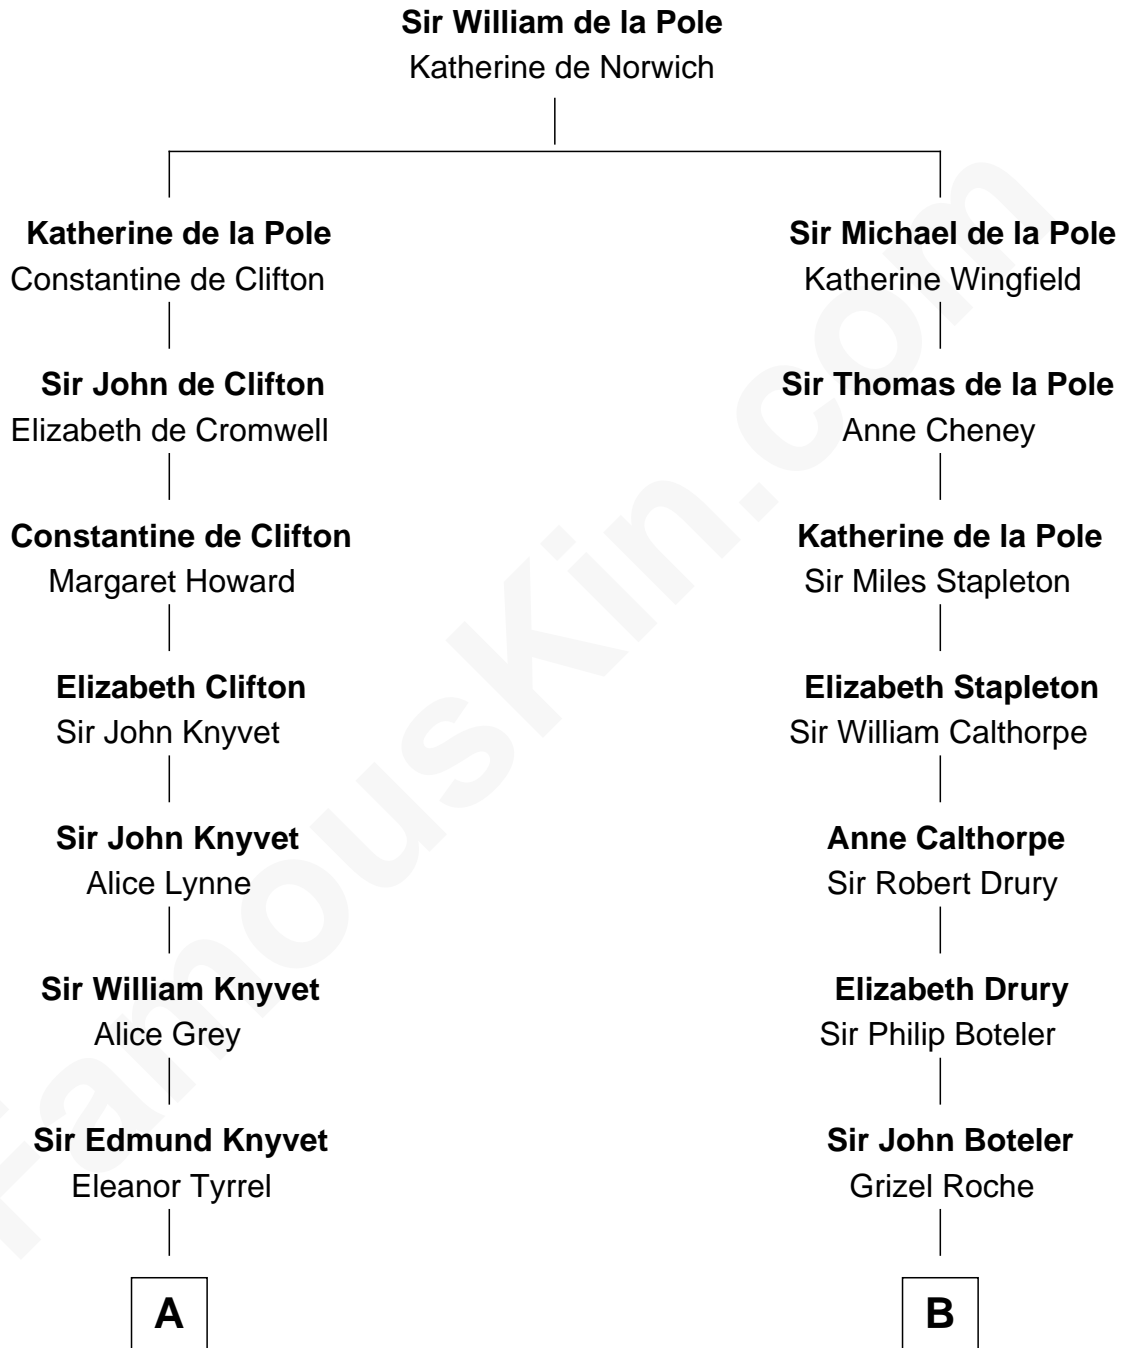 Sir William de la Pole
Katherine de Norwich
Katherine de la Pole
Constantine de Clifton
Sir Michael de la Pole
Katherine Wingfield
Sir John de Clifton
Elizabeth de Cromwell
Sir Thomas de la Pole
Anne Cheney
Constantine de Clifton
Margaret Howard
Katherine de la Pole
Sir Miles Stapleton
Elizabeth Clifton
Sir John Knyvet
Elizabeth Stapleton
Sir William Calthorpe
Sir John Knyvet
Alice Lynne
Anne Calthorpe
Sir Robert Drury
Sir William Knyvet
Alice Grey
Elizabeth Drury
Sir Philip Boteler
Sir Edmund Knyvet
Eleanor Tyrrel
Sir John Boteler
Grizel Roche
A
B
FamousKin.com